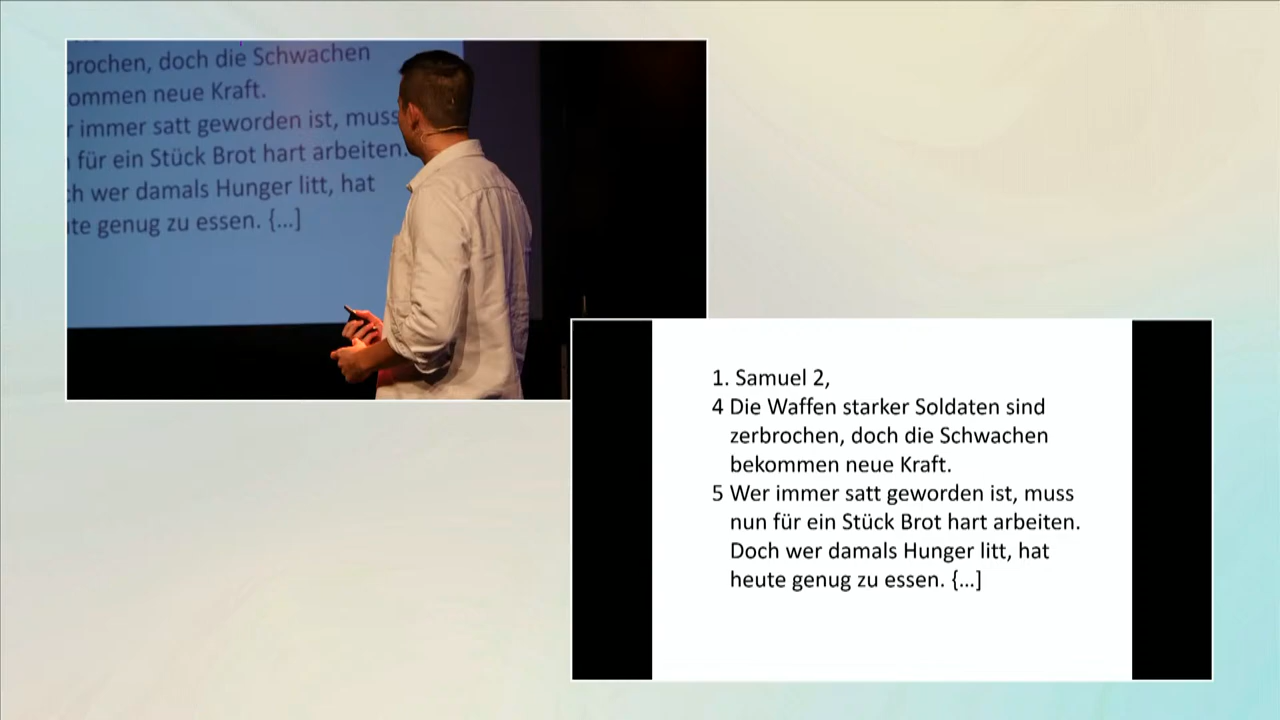 brochen, doch die Schwachen
ommen neue Kraft.
r immer satt geworden ist, muss
für ein Stück Brot hart arbeiten.
ch wer damals Hunger litt, hat
te genug zu essen. {...]
1. Samuel 2,
4 Die Waffen starker Soldaten sind
zerbrochen, doch die Schwachen
bekommen neue Kraft.
5 Wer immer satt geworden ist, muss
nun für ein Stück Brot hart arbeiten.
Doch wer damals Hunger litt, hat
heute genug zu essen. {...]